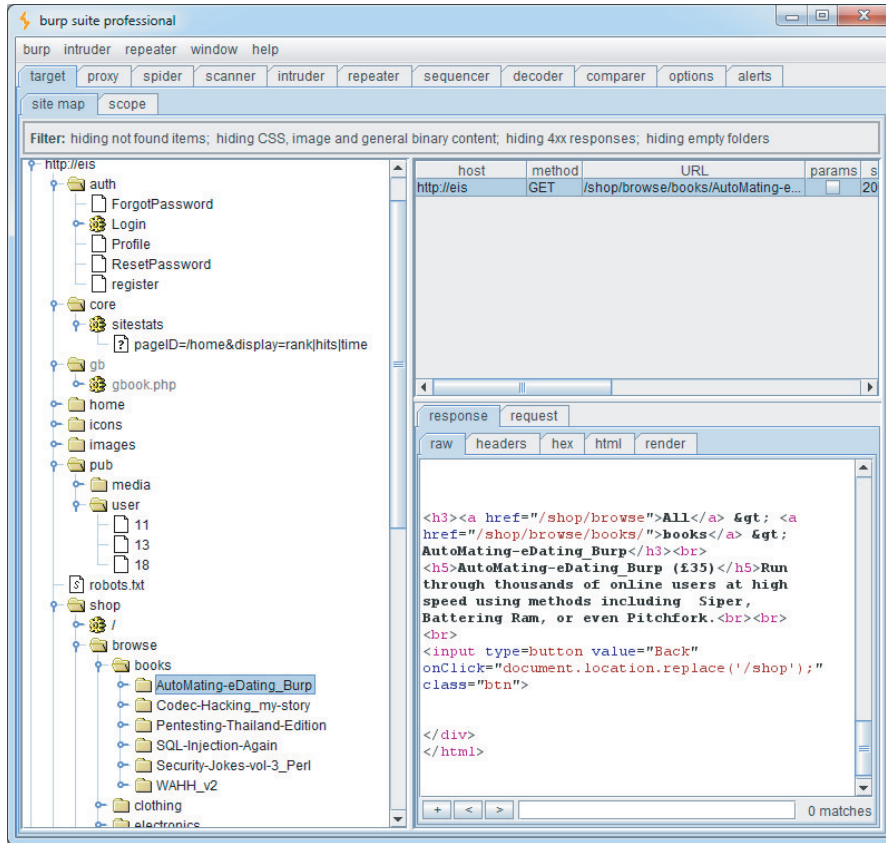 burp suite professional
burp intruder repeater window help
target proxy spider scanner intruder repeater sequencer decoder comparer options alerts
site map scope
Filter: hiding not found items; hiding CSS, image and general binary content; hiding 4xx responses; hiding empty folders
http://eis
auth
ForgotPassword
Login
Profile
ResetPassword
register
core
sitestats
? pageID=/home&display=rank|hits|time
gb
gbook.php
home
icons
images
pub
media
user
11
13
18
robots.txt
shop
/
browse
books
AutoMating-eDating_Burp
Codec-Hacking_my-story
Pentesting-Thailand-Edition
SQL-Injection-Again
Security-Jokes-vol-3_Perl
WAHH_v2
clothing
electronics
host method URL params s
http://eis GET /shop/browse/books/AutoMating-e... 20
response request
raw headers hex html render
<h3><a href="/shop/browse">All</a> &gt; <a
href="/shop/browse/books/">books</a> &gt;
AutoMating-eDating_Burp</h3><br>
<h5>AutoMating-eDating_Burp (£35)</h5>Run
through thousands of online users at high
speed using methods including Siper,
Battering Ram, or even Pitchfork.<br><br>
<br>
<input type=button value="Back"
onClick="document.location.replace('/shop');"
class="btn">
</div>
</html>
+ < > 0 matches